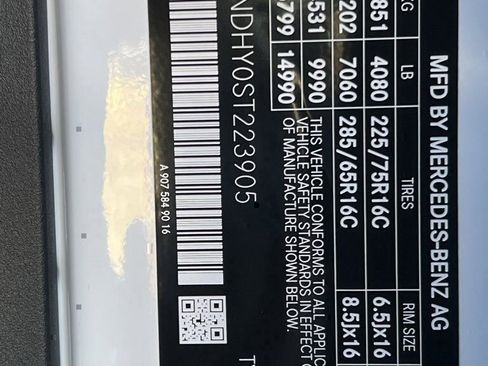 MFD BY MERCEDES-BENZ AG
KG LB TIRES RIM SIZE
851 4080 225/75R16C 6.5Jx16
202 7060 285/65R16C 8.5Jx16
531 9990 THIS VEHICLE CONFORMS TO ALL APPLIC
VEHICLE SAFETY STANDARDS IN EFFECT
799 14990 OF MANUFACTURE SHOWN BELOW.
NDHY0ST223905
A 907 584 90 16